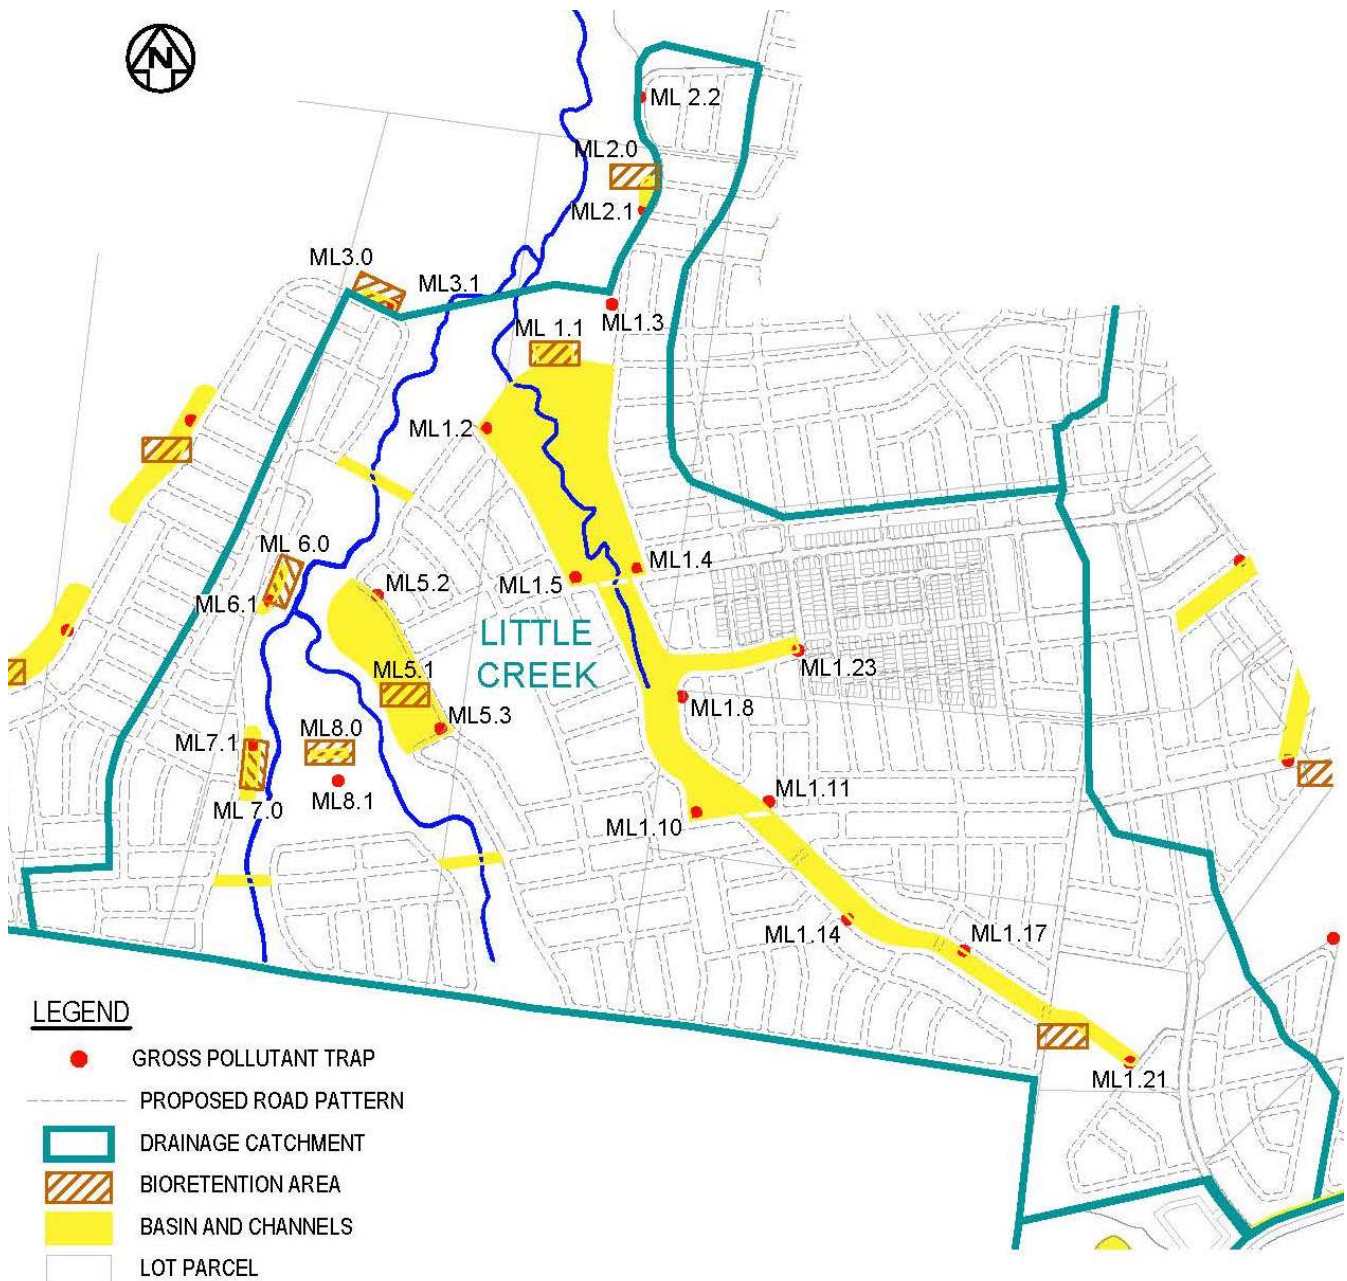 N
ML 2.2
ML2.0
ML2.1
ML3.0
ML3.1
ML1.3
ML 1.1
ML1.2
ML 6.0
ML5.2
ML1.5
ML1.4
ML6.1
LITTLE
CREEK
ML1.23
ML5.1
ML1.8
ML5.3
ML7.1
ML8.0
ML8.1
ML1.11
ML 7.0
ML1.10
ML1.14
ML1.17
ML1.21
LEGEND
GROSS POLLUTANT TRAP
PROPOSED ROAD PATTERN
DRAINAGE CATCHMENT
BIORETENTION AREA
BASIN AND CHANNELS
LOT PARCEL